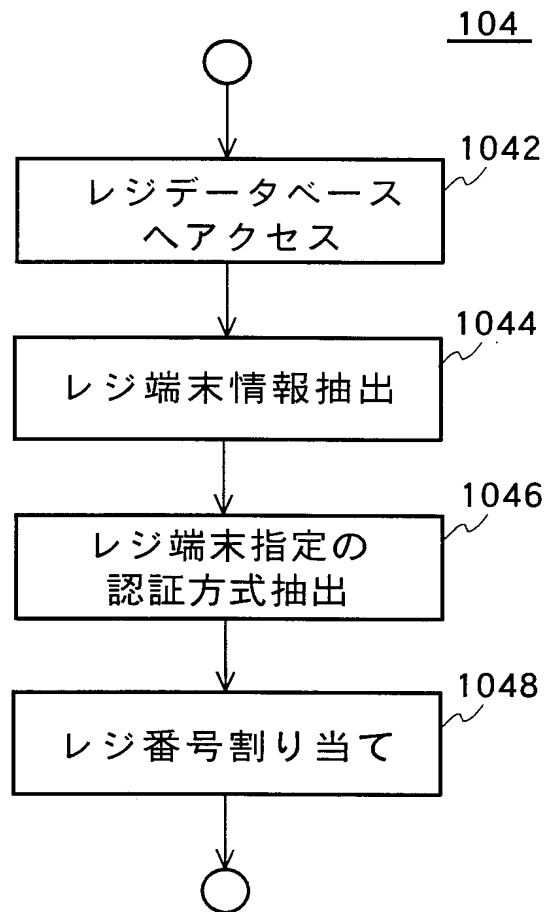 104
1042
レジデータベース
へアクセス
1044
レジ端末情報抽出
1046
レジ端末指定の
認証方式抽出
1048
レジ番号割り当て